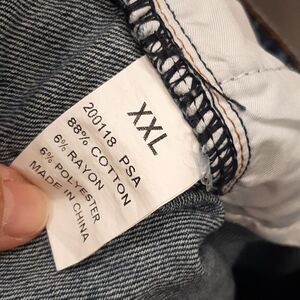 XXL
200118 PSA
88% COTTON
6% RAYON
6% POLYESTER
MADE IN CHINA